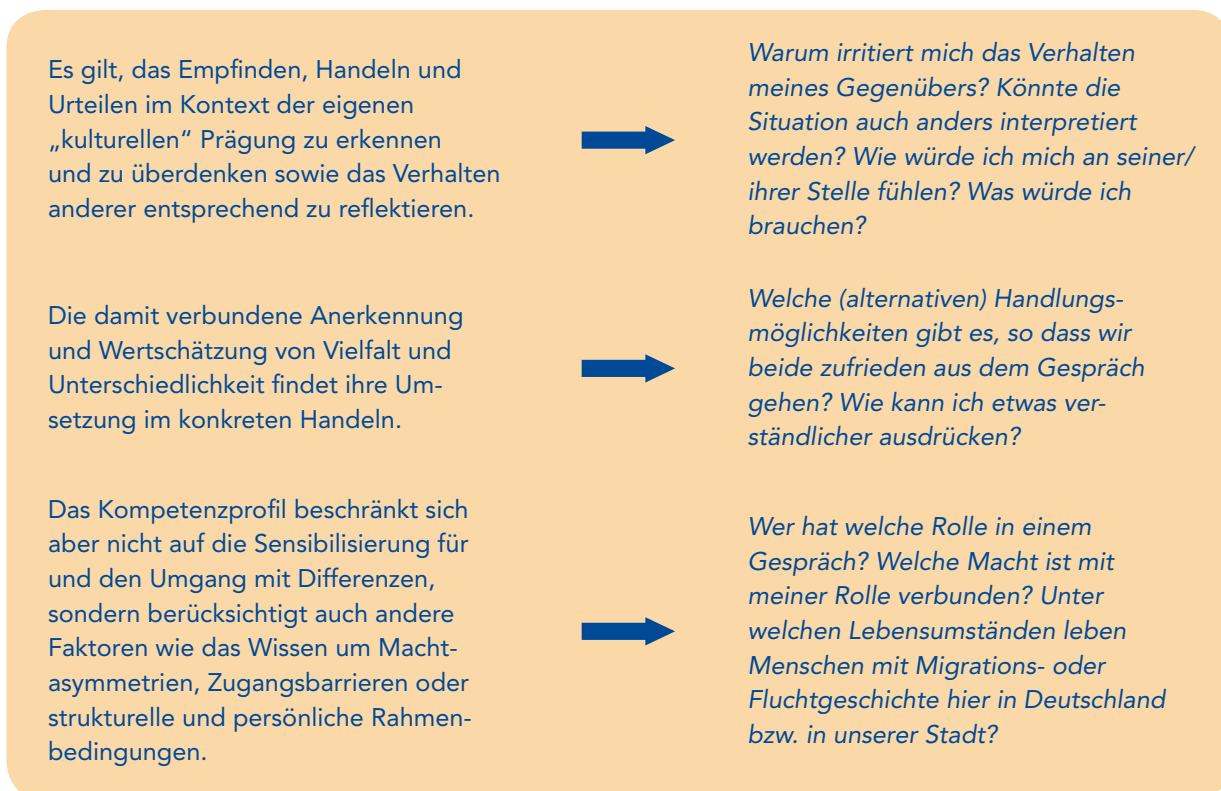 Es gilt, das Empfinden, Handeln und
Urteilen im Kontext der eigenen
„kulturellen“ Prägung zu erkennen
und zu überdenken sowie das Verhalten
anderer entsprechend zu reflektieren.
Warum irritiert mich das Verhalten
meines Gegenübers? Könnte die
Situation auch anders interpretiert
werden? Wie würde ich mich an seiner/
ihrer Stelle fühlen? Was würde ich
brauchen?
Die damit verbundene Anerkennung
und Wertschätzung von Vielfalt und
Unterschiedlichkeit findet ihre Um-
setzung im konkreten Handeln.
Welche (alternativen) Handlungs-
möglichkeiten gibt es, so dass wir
beide zufrieden aus dem Gespräch
gehen? Wie kann ich etwas ver-
ständlicher ausdrücken?
Das Kompetenzprofil beschränkt sich
aber nicht auf die Sensibilisierung für
und den Umgang mit Differenzen,
sondern berücksichtigt auch andere
Faktoren wie das Wissen um Macht-
asymmetrien, Zugangsbarrieren oder
strukturelle und persönliche Rahmen-
bedingungen.
Wer hat welche Rolle in einem
Gespräch? Welche Macht ist mit
meiner Rolle verbunden? Unter
welchen Lebensumständen leben
Menschen mit Migrations- oder
Fluchtgeschichte hier in Deutschland
bzw. in unserer Stadt?